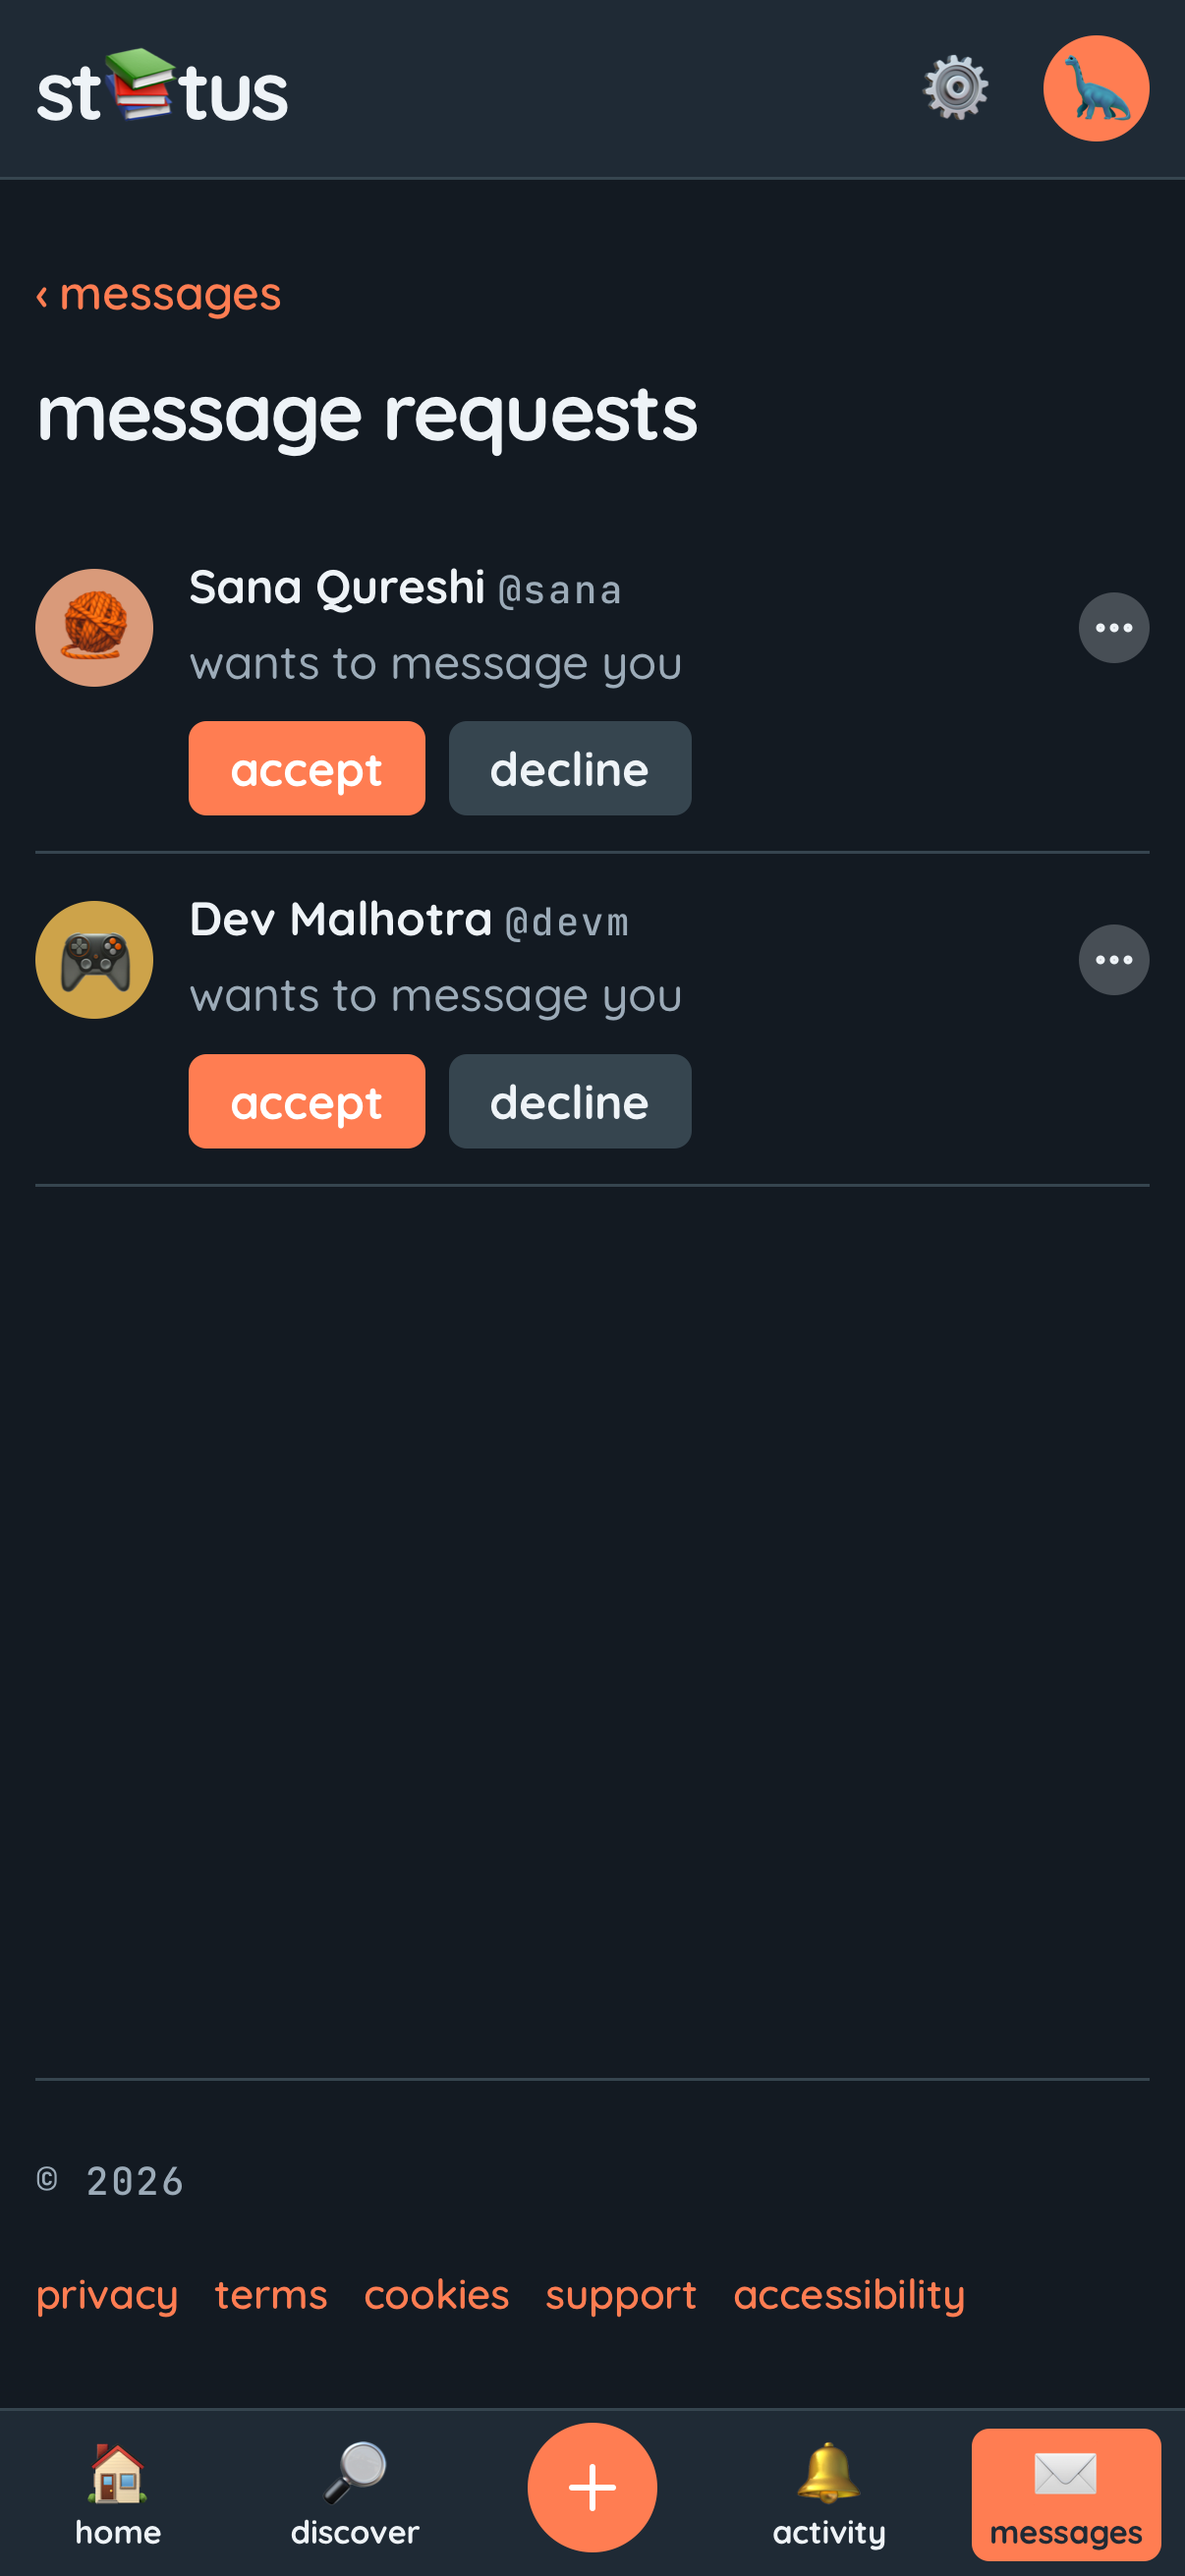 st📚tus
‹ messages
message requests
Sana Qureshi @sana
wants to message you
accept decline
Dev Malhotra @devm
wants to message you
accept decline
© 2026
privacy terms cookies support accessibility
home discover activity messages